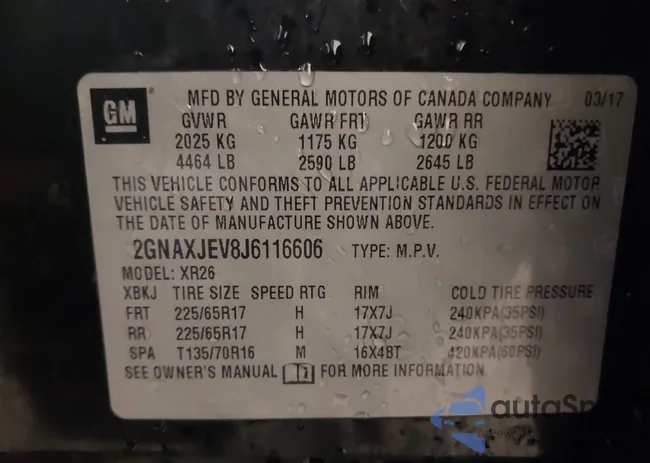 GM
MFD BY GENERAL MOTORS OF CANADA COMPANY 03/17
GVWR GAWR FRT GAWR RR
2025 KG 1175 KG 1200 KG
4464 LB 2590 LB 2645 LB
THIS VEHICLE CONFORMS TO ALL APPLICABLE U.S. FEDERAL MOTOR
VEHICLE SAFETY AND THEFT PREVENTION STANDARDS IN EFFECT ON
THE DATE OF MANUFACTURE SHOWN ABOVE.
2GNAXJEV8J6116606 TYPE: M.P.V.
MODEL: XR26
XBKJ TIRE SIZE SPEED RTG RIM COLD TIRE PRESSURE
FRT 225/65R17 H 17X7J 240KPA(35PSI)
RR 225/65R17 H 17X7J 240KPA(35PSI)
SPA T135/70R16 M 16X4BT 420KPA(60PSI)
SEE OWNER'S MANUAL FOR MORE INFORMATION